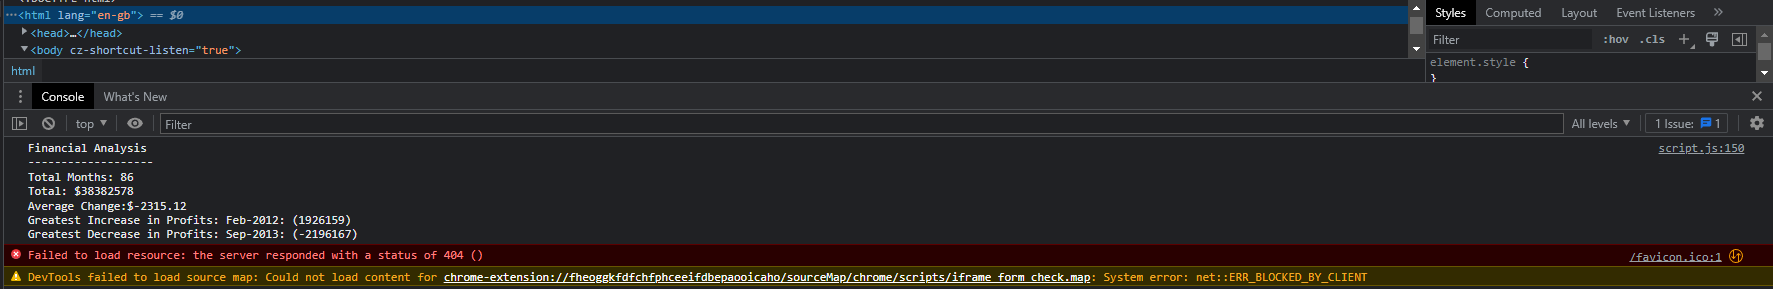 …<html lang="en-gb"> == $0
<head>…</head>
<body cz-shortcut-listen="true">
html
Styles Computed Layout Event Listeners »
Filter :hov .cls +
element.style {
}
Console What's New
top Filter All levels 1 Issue: 1
Financial Analysis script.js:150
-------------------
Total Months: 86
Total: $38382578
Average Change:$-2315.12
Greatest Increase in Profits: Feb-2012: (1926159)
Greatest Decrease in Profits: Sep-2013: (-2196167)
Failed to load resource: the server responded with a status of 404 () /favicon.ico:1
DevTools failed to load source map: Could not load content for chrome-extension://fheoggkfdfchfphceeifdbepaooicaho/sourceMap/chrome/scripts/iframe_form_check.map: System error: net::ERR_BLOCKED_BY_CLIENT